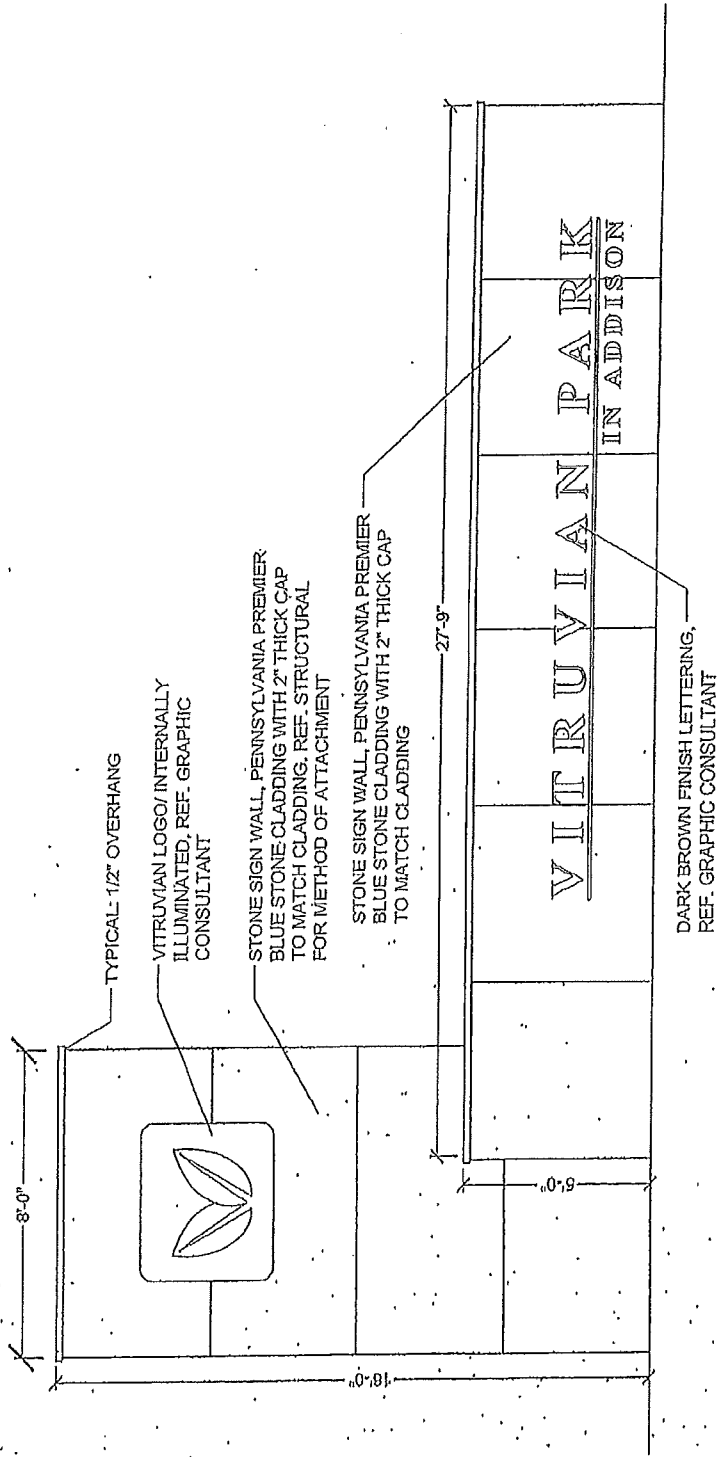 8'-0"
TYPICAL 1/2" OVERHANG
VITRUVIAN LOGO/ INTERNALLY
ILLUMINATED, REF. GRAPHIC
CONSULTANT
STONE SIGN WALL, PENNSYLVANIA PREMIER
BLUE STONE CLADDING WITH 2" THICK CAP
TO MATCH CLADDING. REF. STRUCTURAL
FOR METHOD OF ATTACHMENT
STONE SIGN WALL, PENNSYLVANIA PREMIER
BLUE STONE CLADDING WITH 2" THICK CAP
TO MATCH CLADDING
27'-9"
16'-0"
5'-0"
VITRUVIAN PARK
IN ADDISON
DARK BROWN FINISH LETTERING,
REF. GRAPHIC CONSULTANT